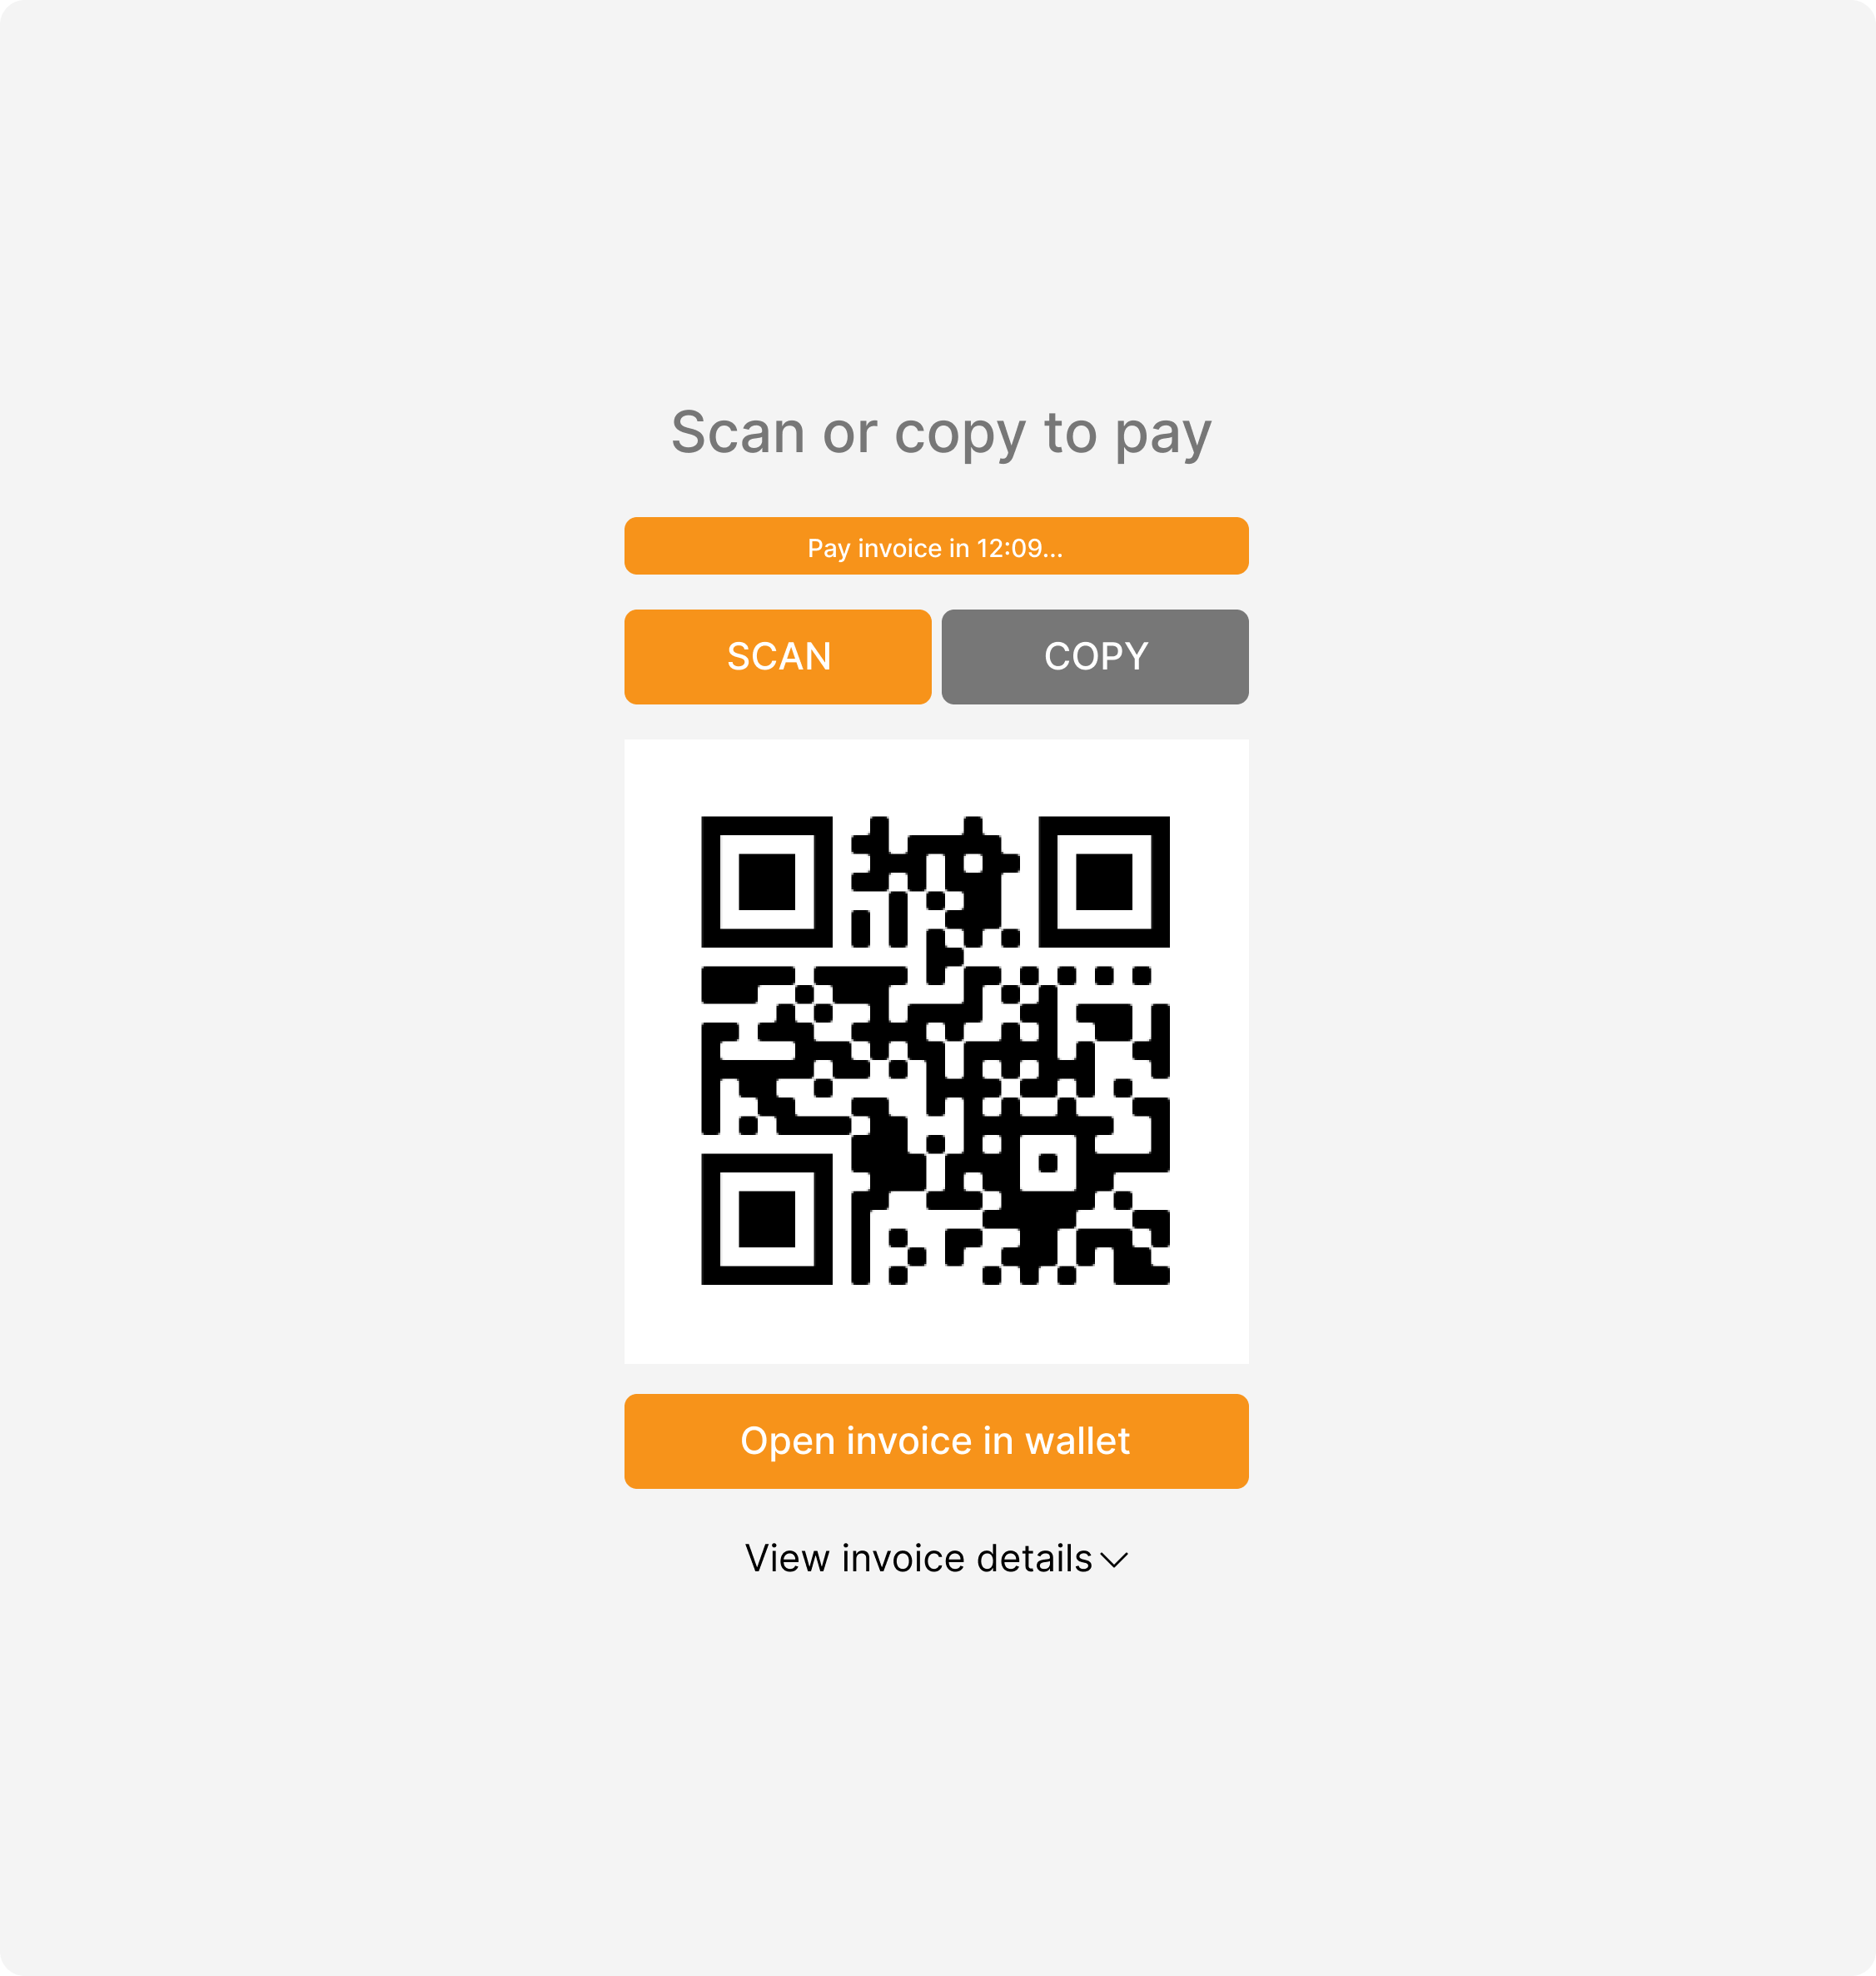 Scan or copy to pay
Pay invoice in 12:09...
SCAN
COPY
Open invoice in wallet
View invoice details